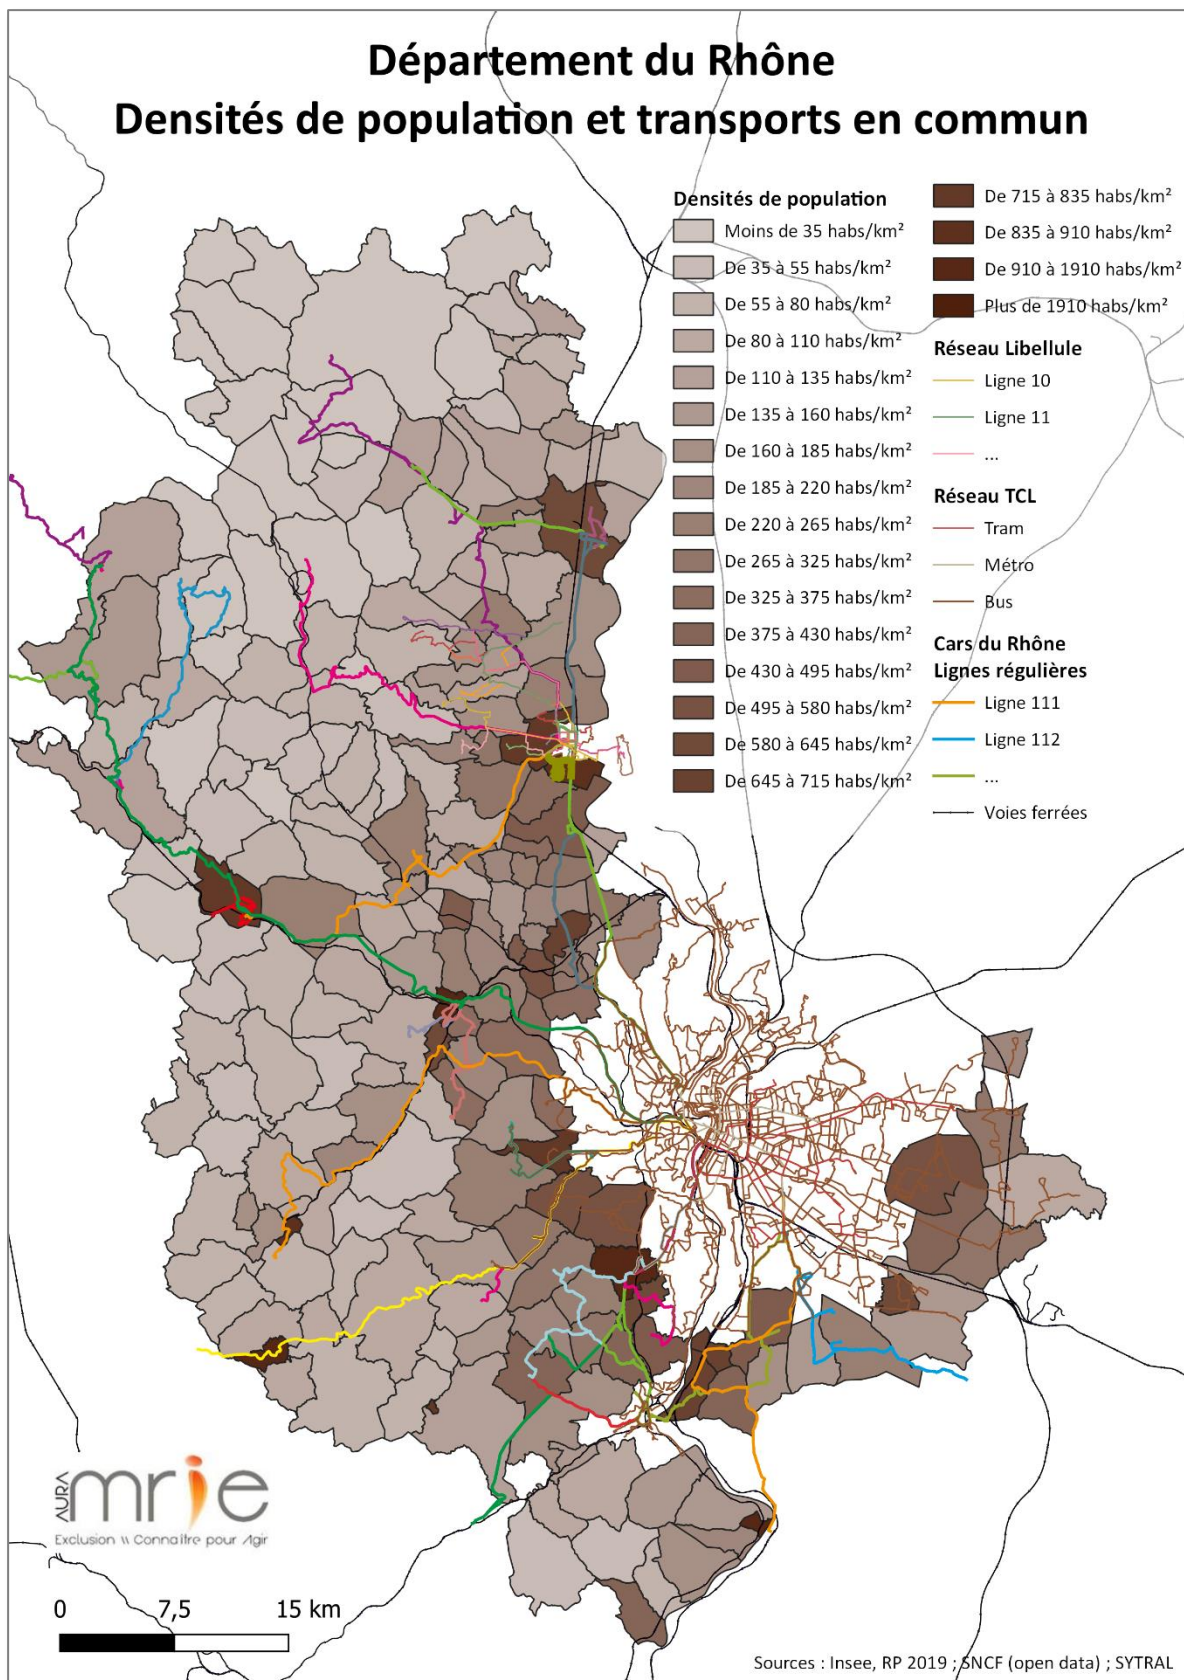 Département du Rhône
Densités de population et transports en commun
Densités de population
Moins de 35 habs/km²
De 35 à 55 habs/km²
De 55 à 80 habs/km²
De 80 à 110 habs/km²
De 110 à 135 habs/km²
De 135 à 160 habs/km²
De 160 à 185 habs/km²
De 185 à 220 habs/km²
De 220 à 265 habs/km²
De 265 à 325 habs/km²
De 325 à 375 habs/km²
De 375 à 430 habs/km²
De 430 à 495 habs/km²
De 495 à 580 habs/km²
De 580 à 645 habs/km²
De 645 à 715 habs/km²
De 715 à 835 habs/km²
De 835 à 910 habs/km²
De 910 à 1910 habs/km²
Plus de 1910 habs/km²
Réseau Libellule
Ligne 10
Ligne 11
...
Réseau TCL
Tram
Métro
Bus
Cars du Rhône
Lignes régulières
Ligne 111
Ligne 112
...
Voies ferrées
AURA
mrie
Exclusion \\ Connaître pour Agir
0 7,5 15 km
Sources : Insee, RP 2019 ; SNCF (open data) ; SYTRAL